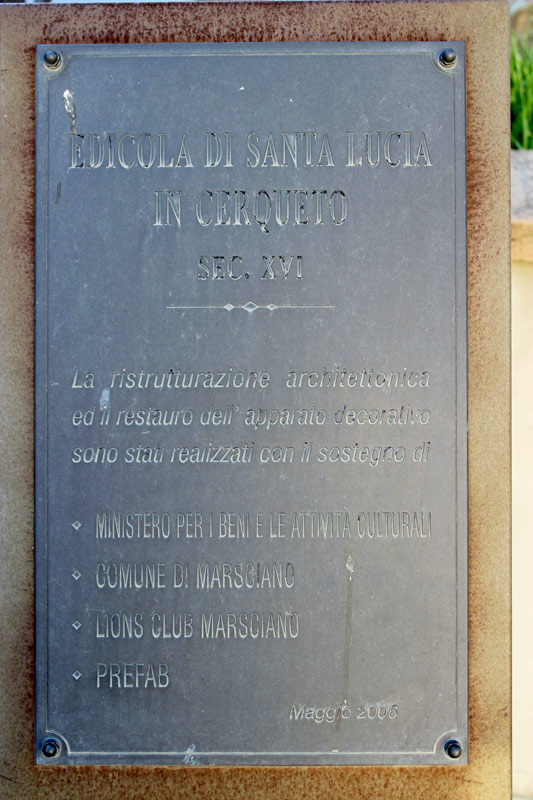 EDICOLA DI SANTA LUCIA
IN CERQUETO
SEC. XVI
La ristrutturazione architettonica
ed il restauro dell' apparato decorativo
sono stati realizzati con il sostegno di
MINISTERO PER I BENI E LE ATTIVITÀ CULTURALI
COMUNE DI MARSCIANO
LIONS CLUB MARSCIANO
PREFAB
Maggio 2006